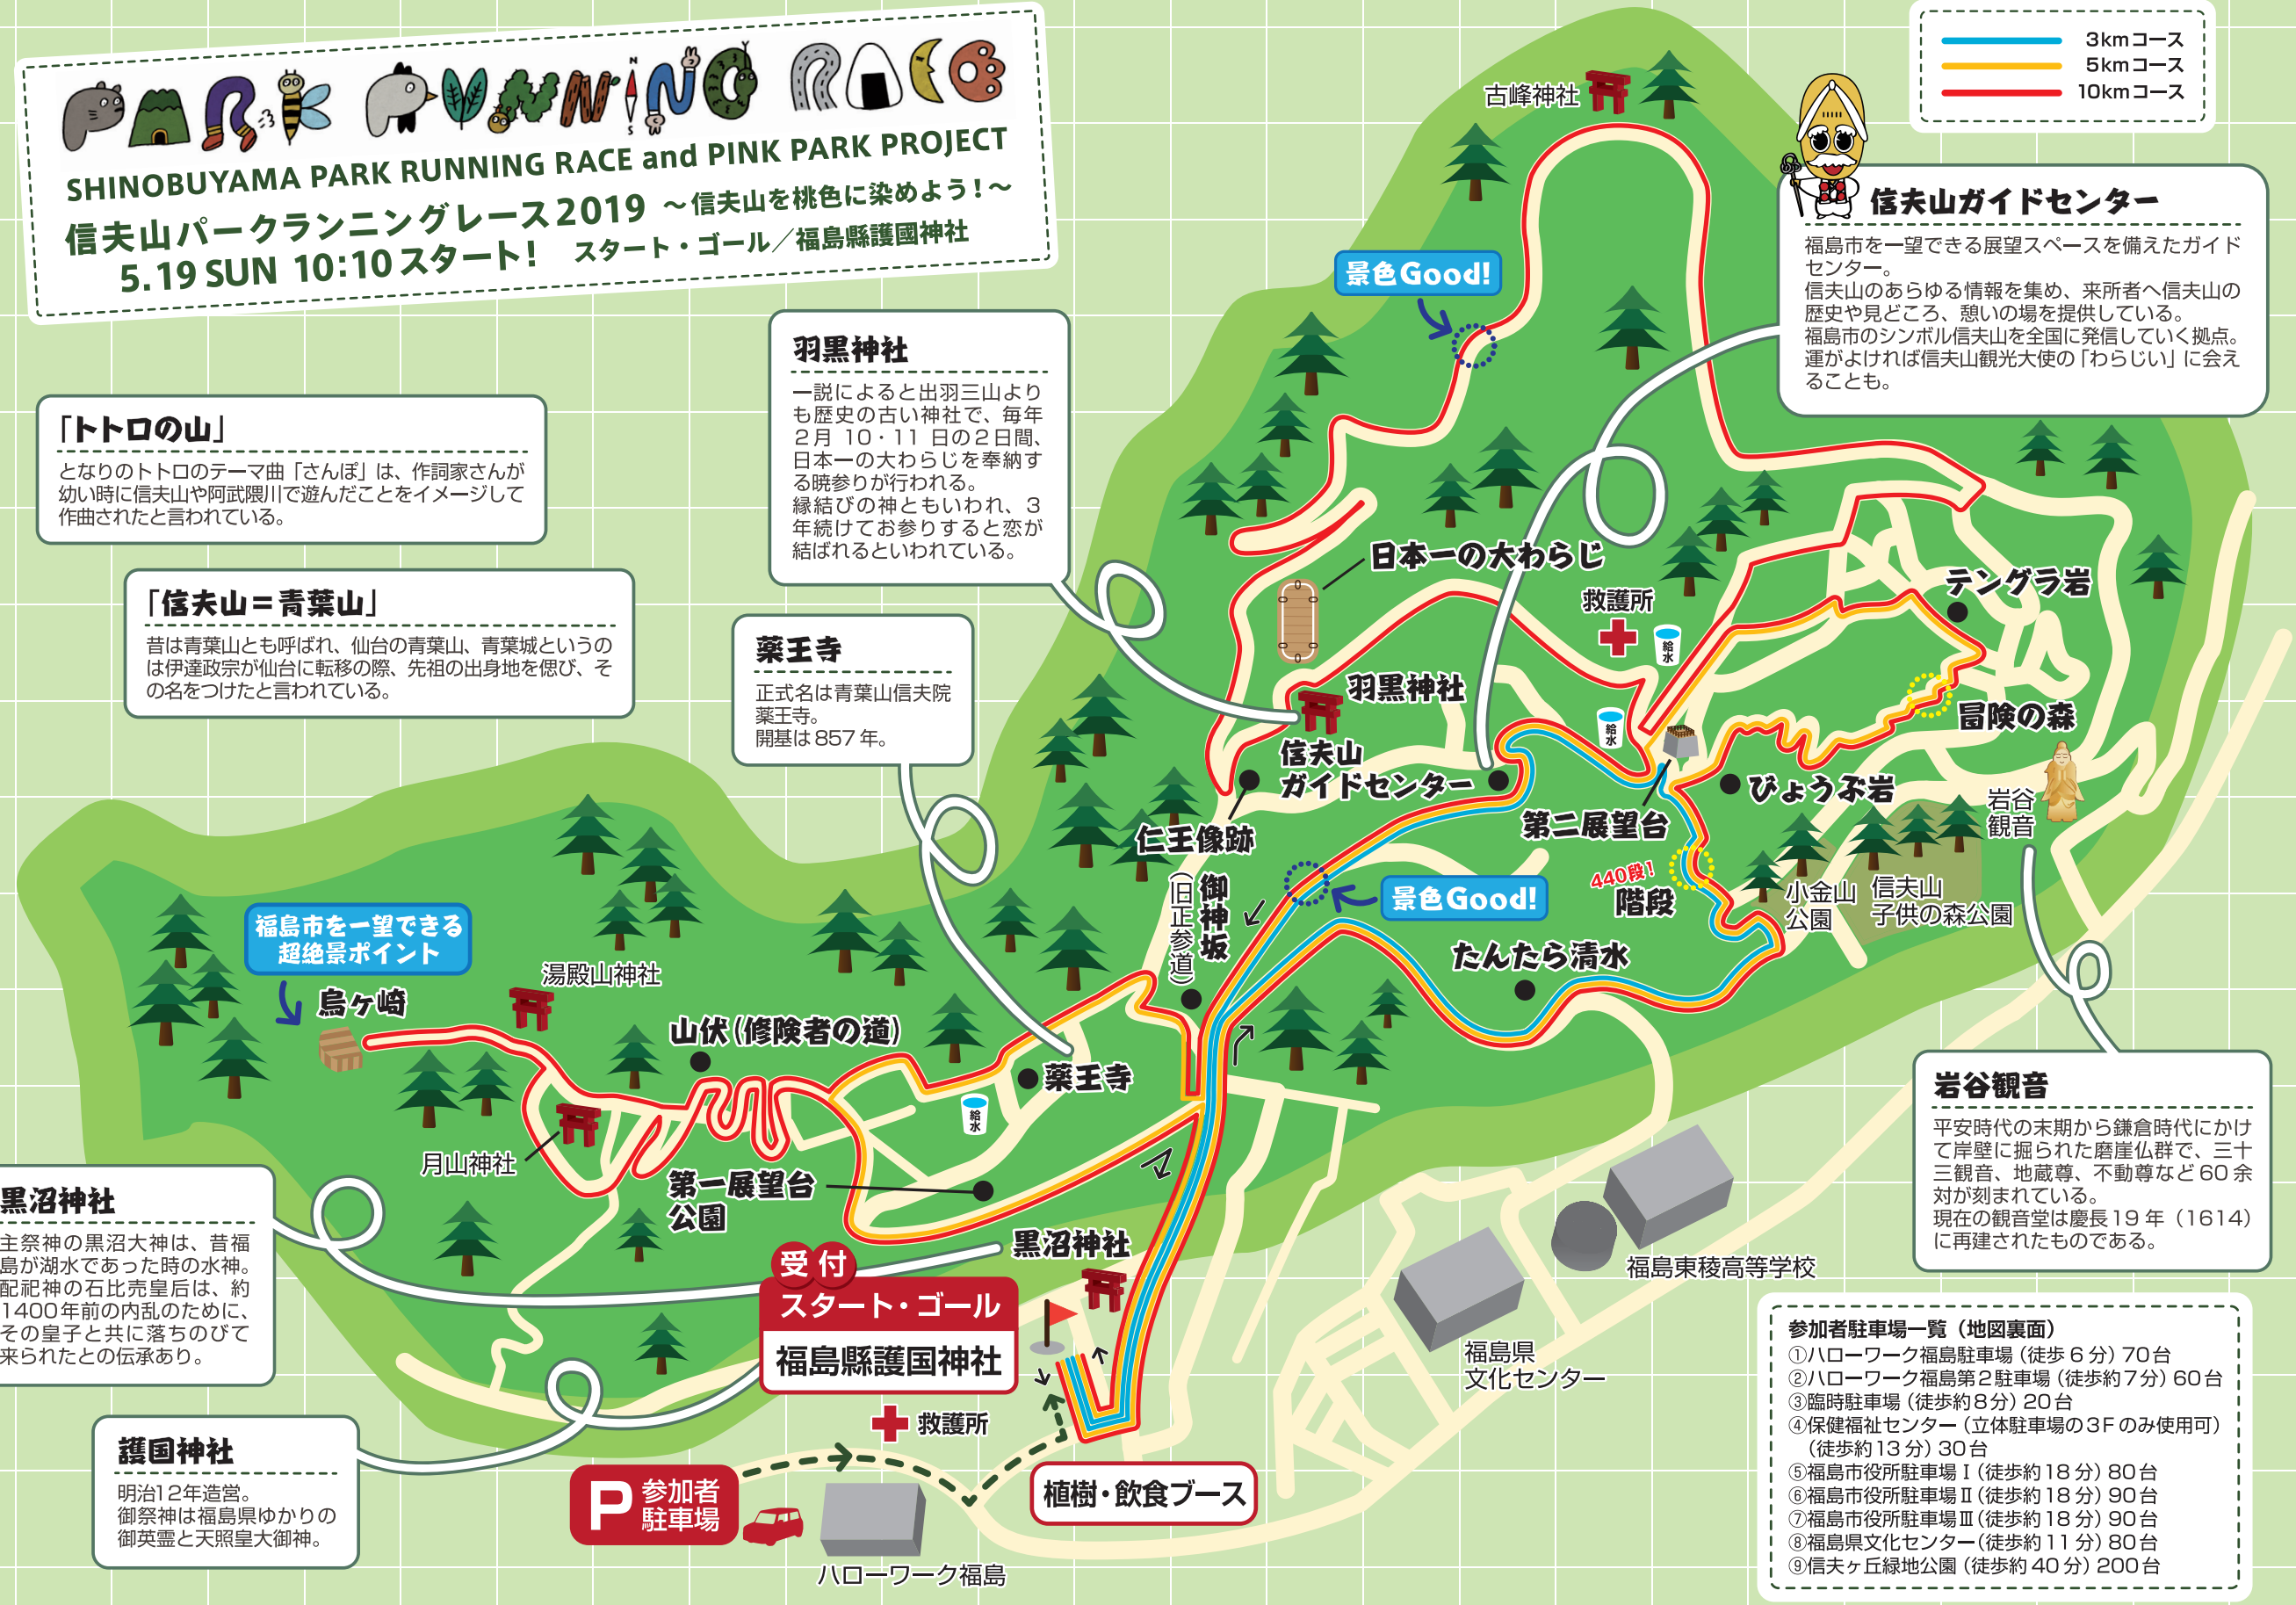 PARK RUNNING RACE
SHINOBUYAMA PARK RUNNING RACE and PINK PARK PROJECT
信夫山パークランニングレース2019 ～信夫山を桃色に染めよう！～
5.19 SUN 10:10スタート！ スタート・ゴール／福島縣護國神社
3kmコース
5kmコース
10kmコース
古峰神社
信夫山ガイドセンター
福島市を一望できる展望スペースを備えたガイド
センター。
信夫山のあらゆる情報を集め、来所者へ信夫山の
歴史や見どころ、憩いの場を提供している。
福島市のシンボル信夫山を全国に発信していく拠点。
運がよければ信夫山観光大使の「わらじい」に会え
ることも。
景色Good!
羽黒神社
一説によると出羽三山より
も歴史の古い神社で、毎年
2月 10・11 日の2日間、
日本一の大わらじを奉納す
る暁参りが行われる。
縁結びの神ともいわれ、3
年続けてお参りすると恋が
結ばれるといわれている。
「トトロの山」
となりのトトロのテーマ曲「さんぽ」は、作詞家さんが
幼い時に信夫山や阿武隈川で遊んだことをイメージして
作曲されたと言われている。
「信夫山＝青葉山」
昔は青葉山とも呼ばれ、仙台の青葉山、青葉城というの
は伊達政宗が仙台に転移の際、先祖の出身地を偲び、そ
の名をつけたと言われている。
薬王寺
正式名は青葉山信夫院
薬王寺。
開基は857年。
日本一の大わらじ
救護所
給水
テングラ岩
羽黒神社
冒険の森
給水
信夫山
ガイドセンター
びょうぶ岩
岩谷
観音
第二展望台
仁王像跡
440段！
階段
御神坂
（旧正参道）
景色Good!
小金山
公園
信夫山
子供の森公園
たんたら清水
福島市を一望できる
超絶景ポイント
烏ヶ崎
湯殿山神社
山伏(修険者の道)
薬王寺
給水
月山神社
第一展望台
公園
黒沼神社
主祭神の黒沼大神は、昔福
島が湖水であった時の水神。
配祀神の石比売皇后は、約
1400年前の内乱のために、
その皇子と共に落ちのびて
来られたとの伝承あり。
黒沼神社
受付
スタート・ゴール
福島縣護国神社
救護所
護国神社
明治12年造営。
御祭神は福島県ゆかりの
御英霊と天照皇大御神。
P 参加者
駐車場
ハローワーク福島
植樹・飲食ブース
福島県
文化センター
福島東稜高等学校
岩谷観音
平安時代の末期から鎌倉時代にかけ
て岸壁に掘られた磨崖仏群で、三十
三観音、地蔵尊、不動尊など60余
対が刻まれている。
現在の観音堂は慶長19年（1614）
に再建されたものである。
参加者駐車場一覧（地図裏面）
①ハローワーク福島駐車場（徒歩6分）70台
②ハローワーク福島第2駐車場（徒歩約7分）60台
③臨時駐車場（徒歩約8分）20台
④保健福祉センター（立体駐車場の3Fのみ使用可）
（徒歩約13分）30台
⑤福島市役所駐車場Ⅰ（徒歩約18分）80台
⑥福島市役所駐車場Ⅱ（徒歩約18分）90台
⑦福島市役所駐車場Ⅲ（徒歩約18分）90台
⑧福島県文化センター（徒歩約11分）80台
⑨信夫ヶ丘緑地公園（徒歩約40分）200台